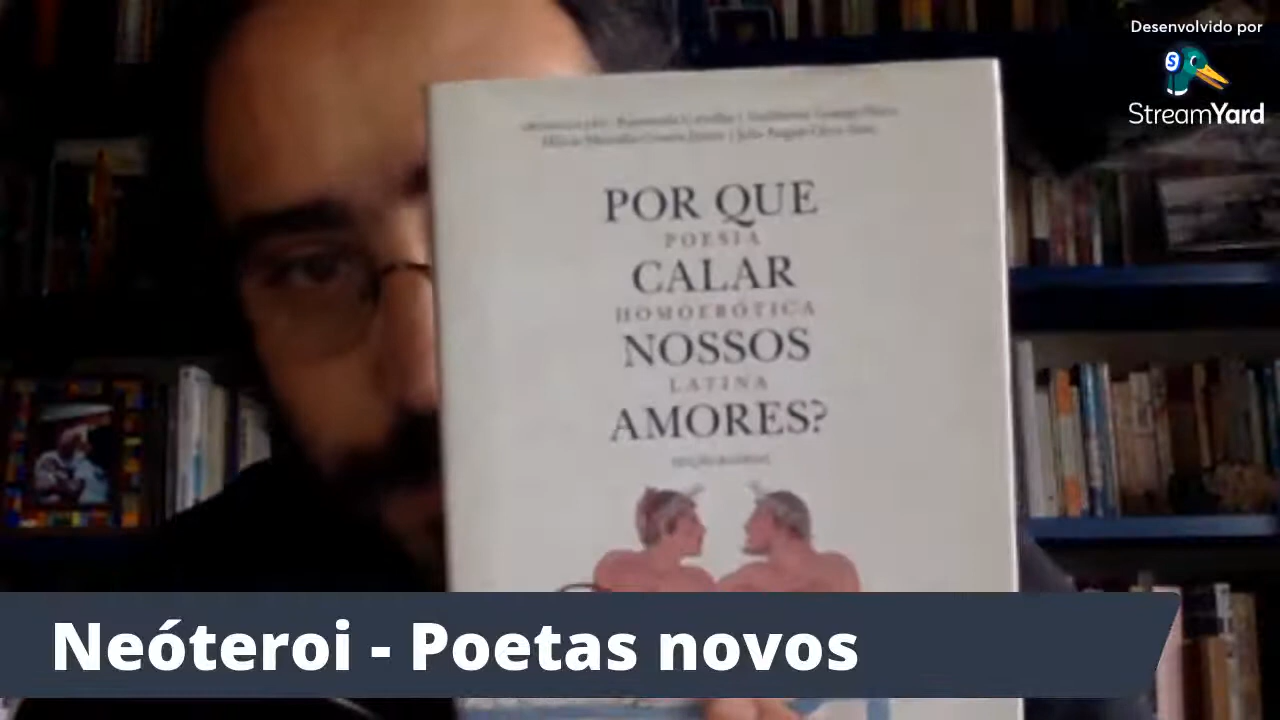 Desenvolvido por
S
StreamYard
POR QUE
POESIA
CALAR
HOMOERÓTICA
NOSSOS
LATINA
AMORES?
Neóteroi - Poetas novos